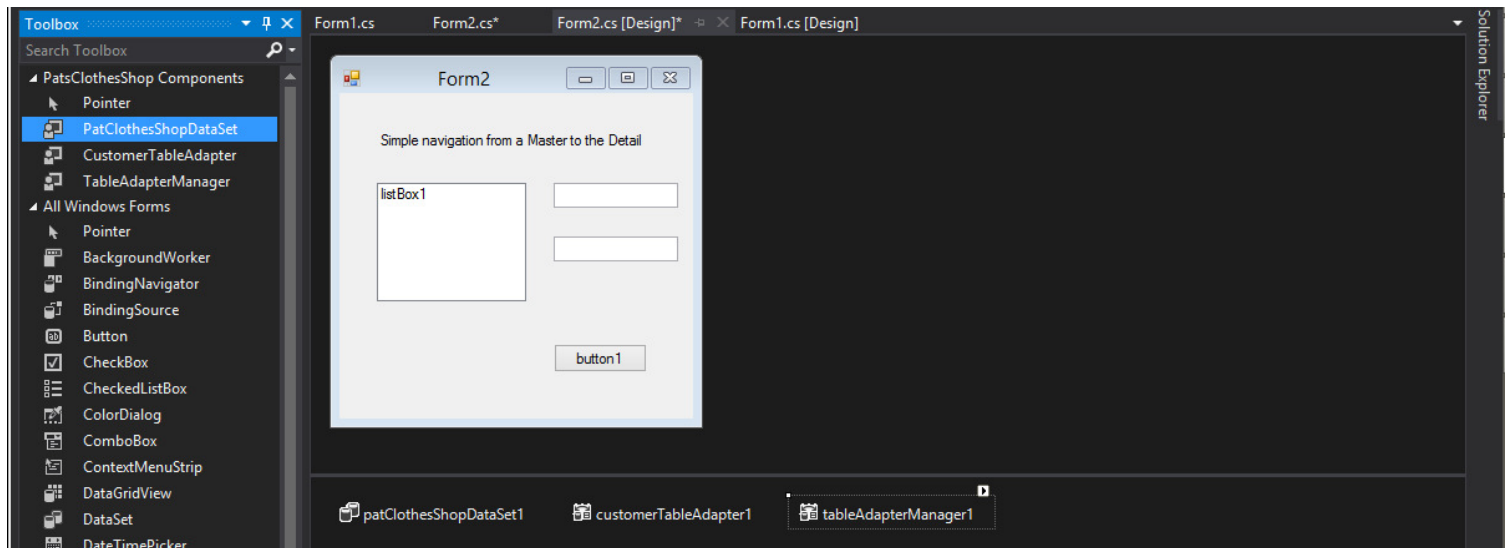 Toolbox
Search Toolbox
PatsClothesShop Components
Pointer
PatClothesShopDataSet
CustomerTableAdapter
TableAdapterManager
All Windows Forms
Pointer
BackgroundWorker
BindingNavigator
BindingSource
Button
CheckBox
CheckedListBox
ColorDialog
ComboBox
ContextMenuStrip
DataGridView
DataSet
DateTimePicker
Form1.cs Form2.cs* Form2.cs [Design]* Form1.cs [Design]
Form2
Simple navigation from a Master to the Detail
listBox1
button1
patClothesShopDataSet1 customerTableAdapter1 tableAdapterManager1
Solution Explorer